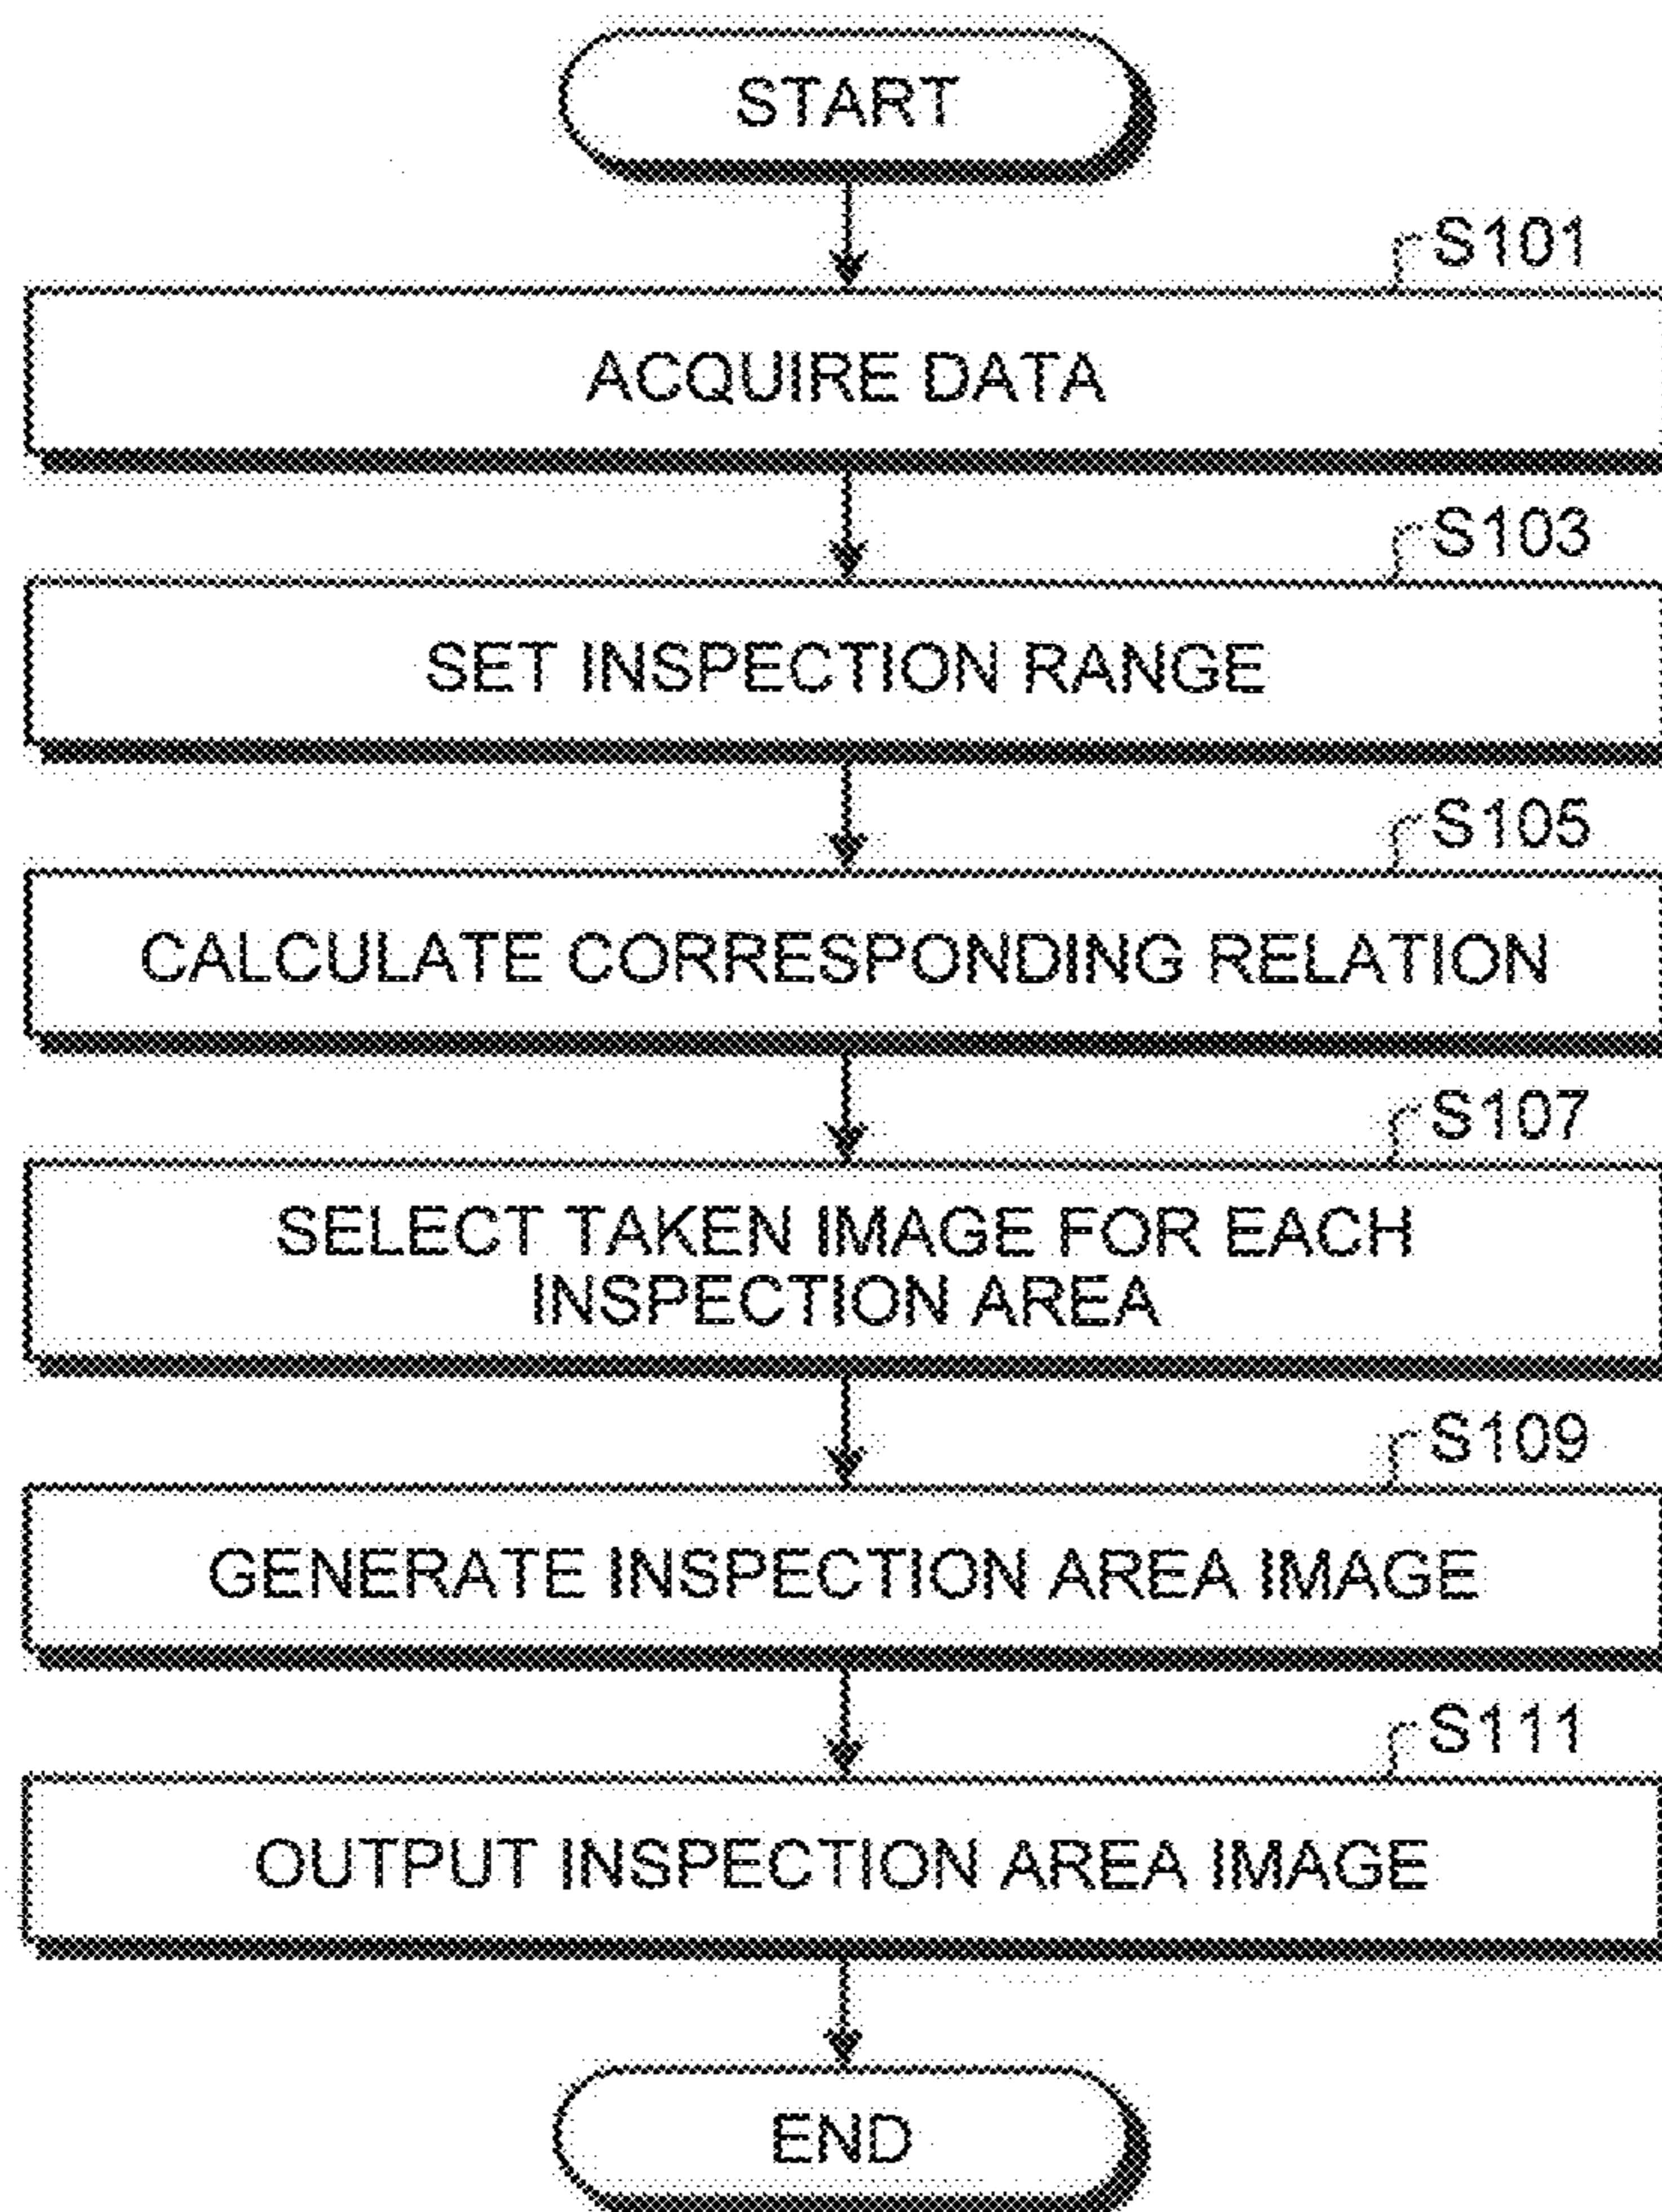 START
S101
ACQUIRE DATA
S103
SET INSPECTION RANGE
S105
CALCULATE CORRESPONDING RELATION
S107
SELECT TAKEN IMAGE FOR EACH
INSPECTION AREA
S109
GENERATE INSPECTION AREA IMAGE
S111
OUTPUT INSPECTION AREA IMAGE
END